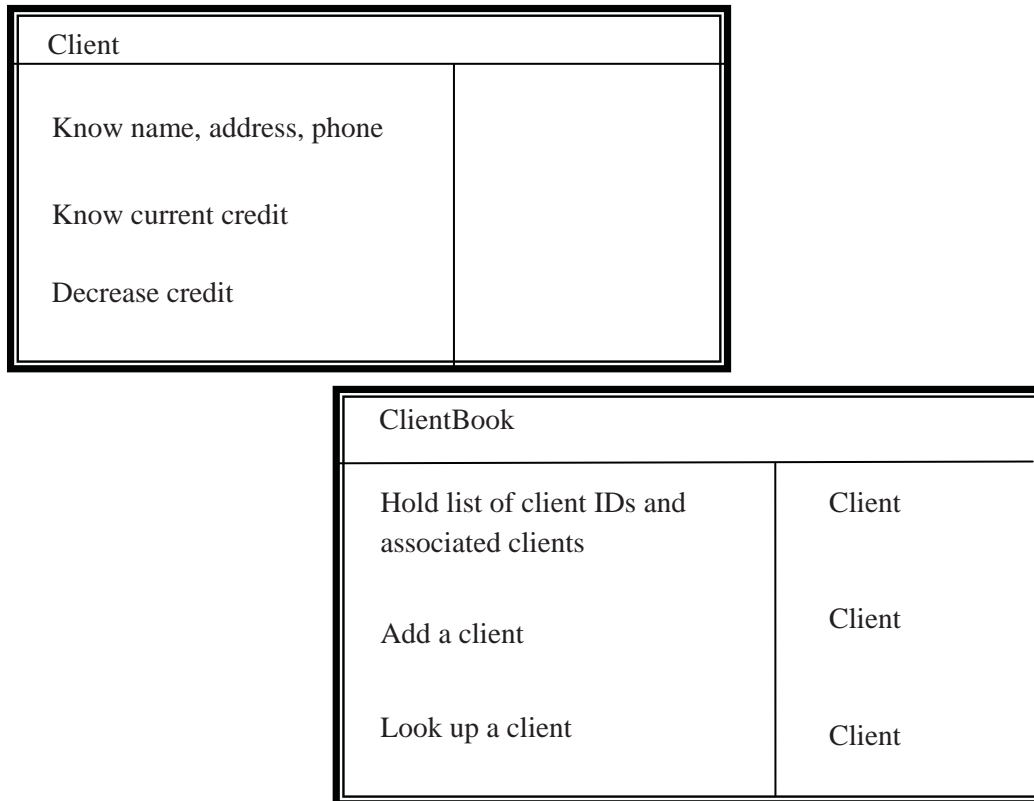 Client
Know name, address, phone
Know current credit
Decrease credit
ClientBook
Hold list of client IDs and
associated clients
Client
Add a client
Client
Look up a client
Client